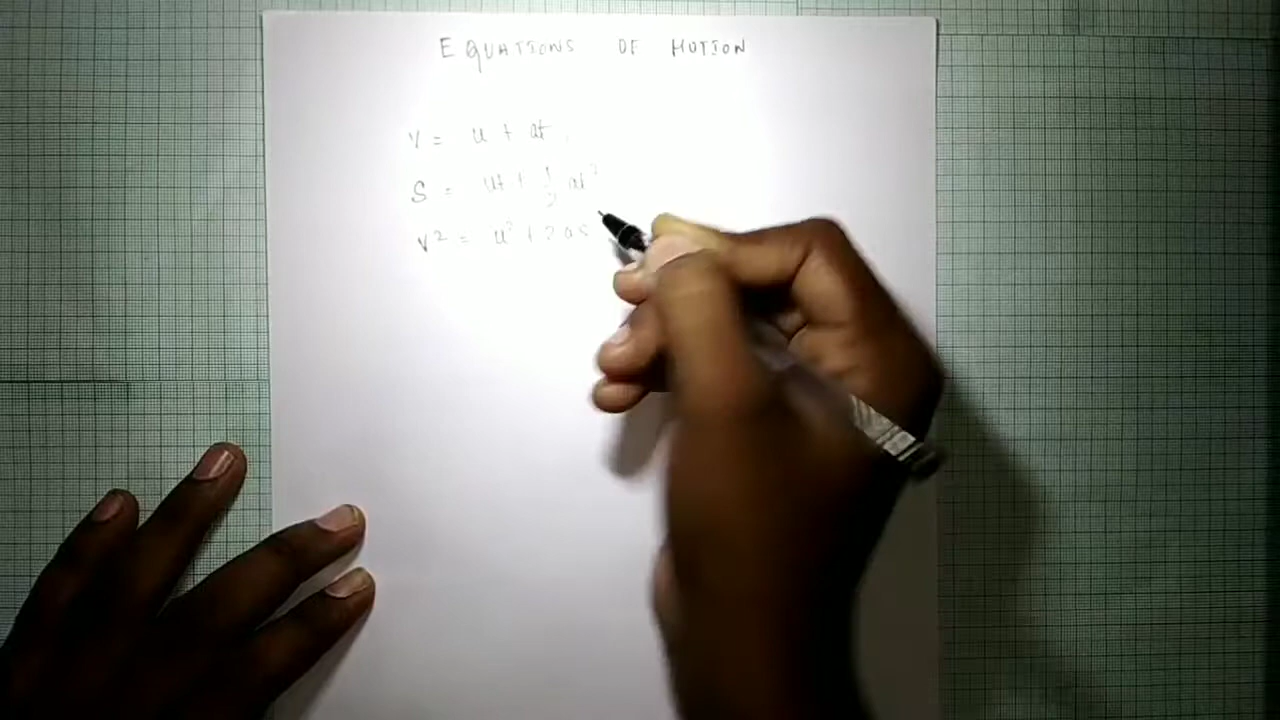 EQUATIONS OF MOTION
V = u + at
S = ut + 1/2 at²
V² = u² + 2as